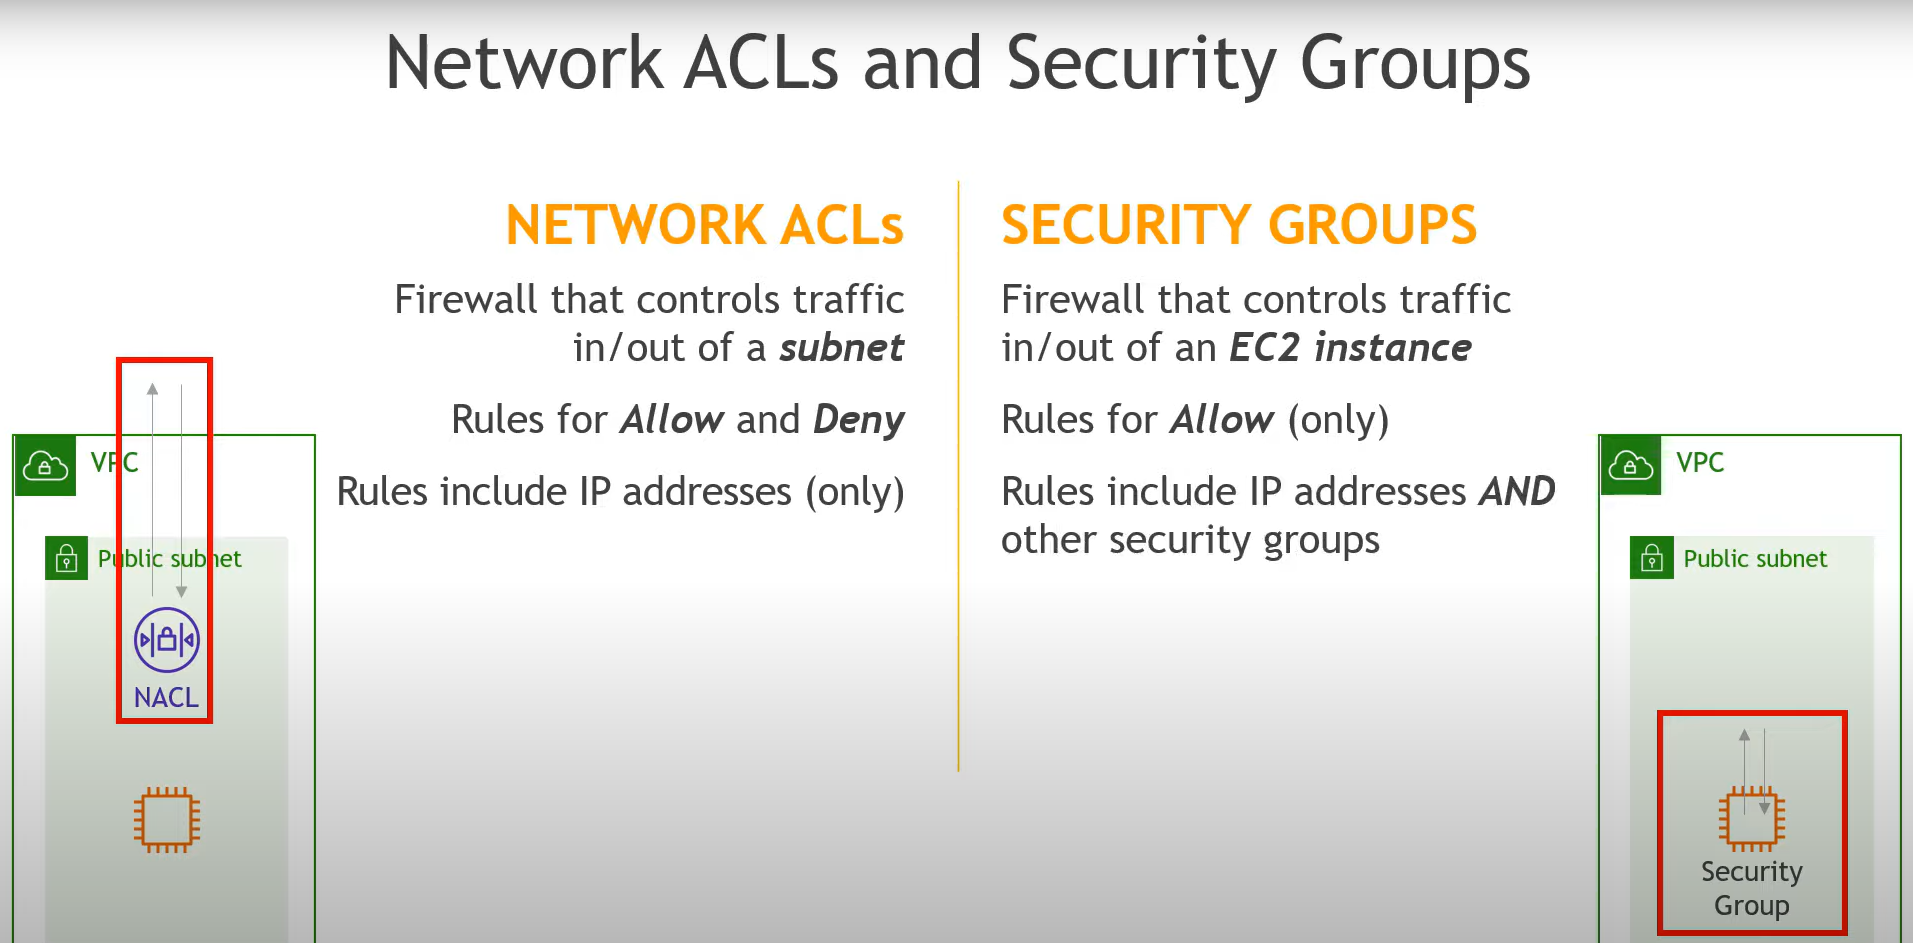 Network ACLs and Security Groups
NETWORK ACLs
Firewall that controls traffic
in/out of a subnet
Rules for Allow and Deny
Rules include IP addresses (only)
SECURITY GROUPS
Firewall that controls traffic
in/out of an EC2 instance
Rules for Allow (only)
Rules include IP addresses AND
other security groups
VPC
Public subnet
NACL
VPC
Public subnet
Security
Group